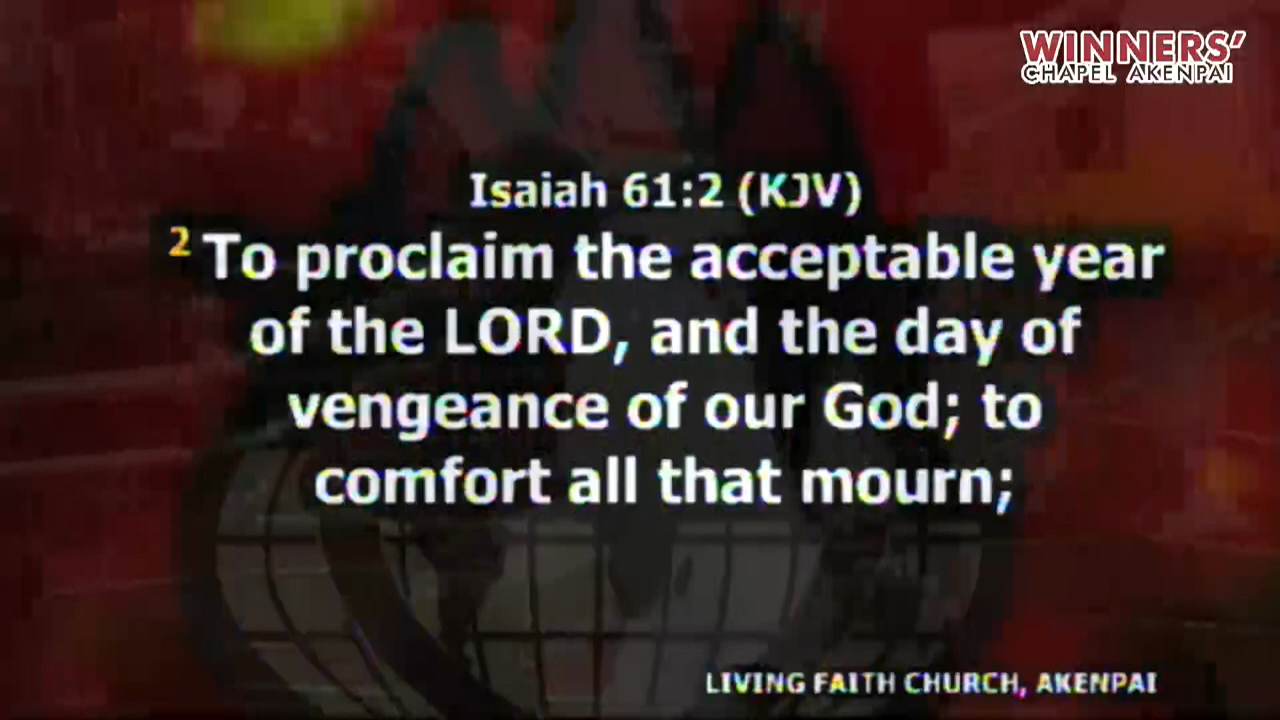 WINNERS'
CHAPEL AKENPAI
Isaiah 61:2 (KJV)
2 To proclaim the acceptable year
of the LORD, and the day of
vengeance of our God; to
comfort all that mourn;
LIVING FAITH CHURCH, AKENPAI